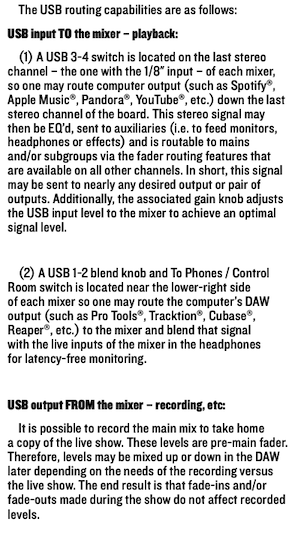 The USB routing capabilities are as follows:
USB input TO the mixer – playback:
(1) A USB 3-4 switch is located on the last stereo
channel – the one with the 1/8” input – of each mixer,
so one may route computer output (such as Spotify®,
Apple Music®, Pandora®, YouTube®, etc.) down the last
stereo channel of the board. This stereo signal may
then be EQ’d, sent to auxiliaries (i.e. to feed monitors,
headphones or effects) and is routable to mains
and/or subgroups via the fader routing features that
are available on all other channels. In short, this signal
may be sent to nearly any desired output or pair of
outputs. Additionally, the associated gain knob adjusts
the USB input level to the mixer to achieve an optimal
signal level.
(2) A USB 1-2 blend knob and To Phones / Control
Room switch is located near the lower-right side
of each mixer so one may route the computer’s DAW
output (such as Pro Tools®, Tracktion®, Cubase®,
Reaper®, etc.) to the mixer and blend that signal
with the live inputs of the mixer in the headphones
for latency-free monitoring.
USB output FROM the mixer – recording, etc:
It is possible to record the main mix to take home
a copy of the live show. These levels are pre-main fader.
Therefore, levels may be mixed up or down in the DAW
later depending on the needs of the recording versus
the live show. The end result is that fade-ins and/or
fade-outs made during the show do not affect recorded
levels.